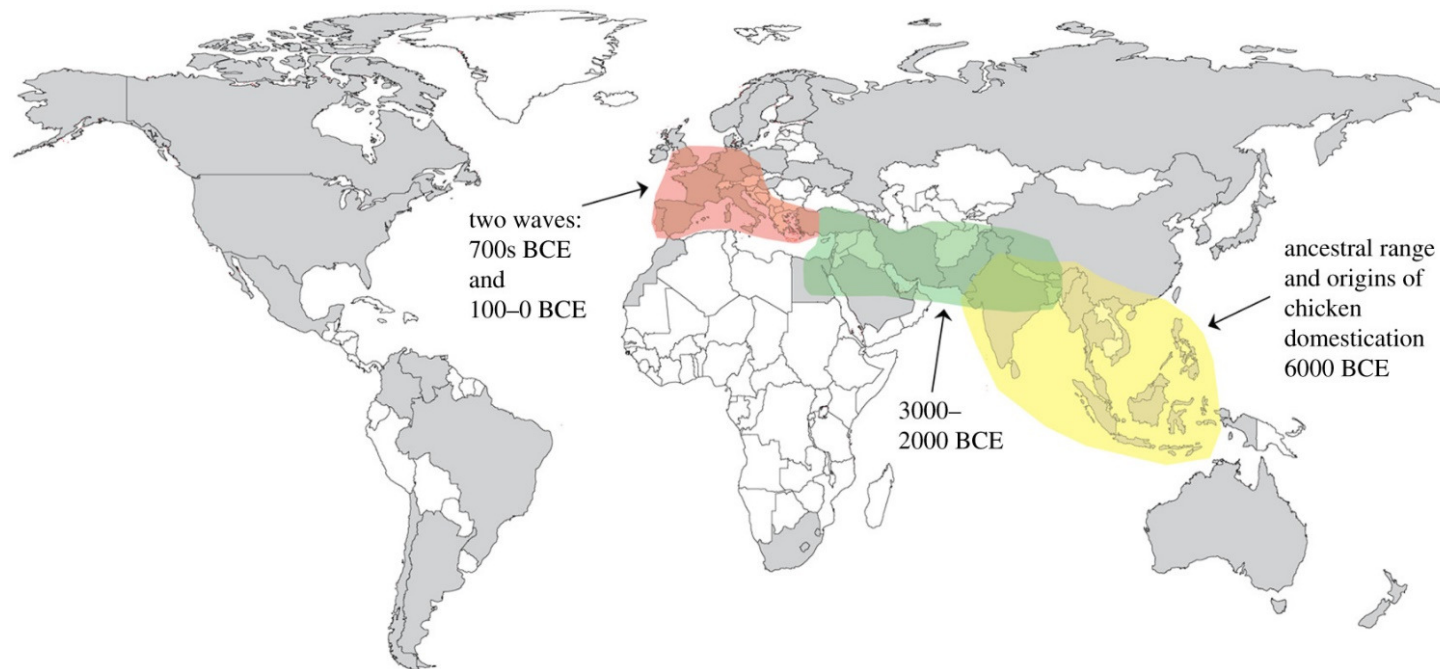 two waves:
700s BCE
and
100–0 BCE
3000–
2000 BCE
ancestral range
and origins of
chicken
domestication
6000 BCE